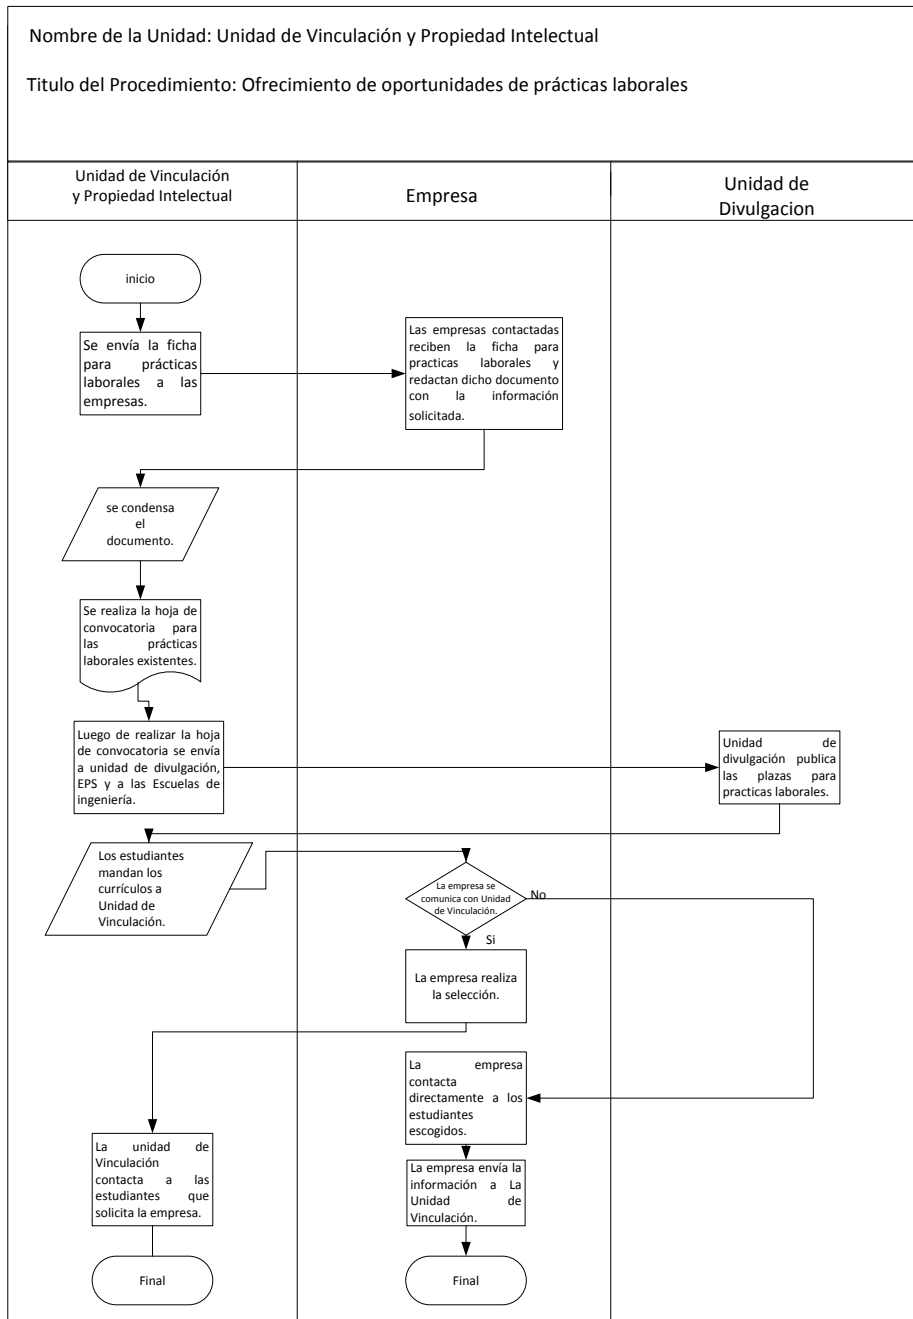 Nombre de la Unidad: Unidad de Vinculación y Propiedad Intelectual
Titulo del Procedimiento: Ofrecimiento de oportunidades de prácticas laborales
Unidad de Vinculación
y Propiedad Intelectual
Empresa
Unidad de
Divulgacion
inicio
Se envía la ficha
para prácticas
laborales a las
empresas.
Las empresas contactadas
reciben la ficha para
practicas laborales y
redactan dicho documento
con la información
solicitada.
se condensa
el
documento.
Se realiza la hoja de
convocatoria para
las prácticas
laborales existentes.
Luego de realizar la hoja
de convocatoria se envía
a unidad de divulgación,
EPS y a las Escuelas de
ingeniería.
Unidad de
divulgación publica
las plazas para
practicas laborales.
Los estudiantes
mandan los
currículos a
Unidad de
Vinculación.
La empresa se
comunica con Unidad
de Vinculación.
No
Si
La empresa realiza
la selección.
La empresa
contacta
directamente a los
estudiantes
escogidos.
La unidad de
Vinculación
contacta a las
estudiantes que
solicita la empresa.
La empresa envía la
información a La
Unidad de
Vinculación.
Final
Final